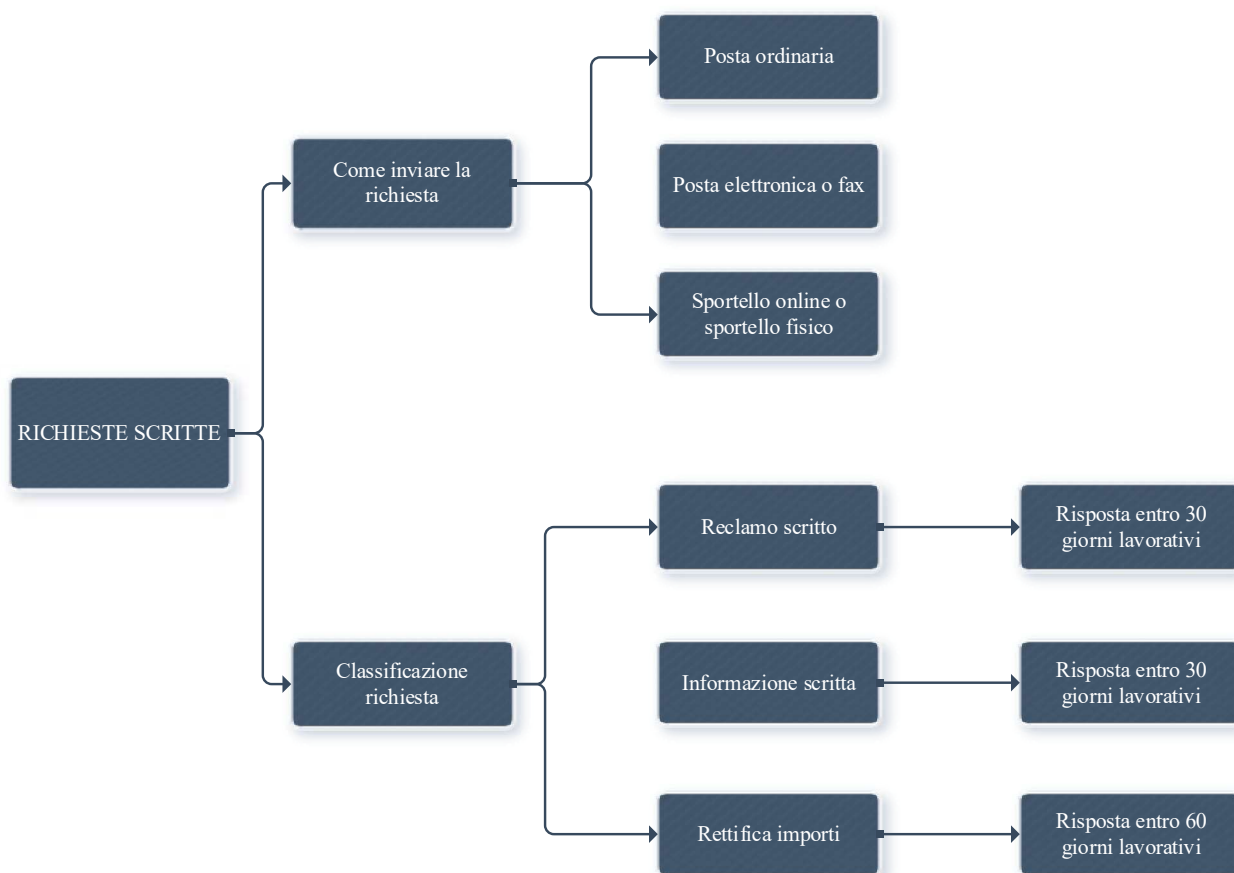 Posta ordinaria
Come inviare la
richiesta
Posta elettronica o fax
Sportello online o
sportello fisico
RICHIESTE SCRITTE
Reclamo scritto
Risposta entro 30
giorni lavorativi
Classificazione
richiesta
Informazione scritta
Risposta entro 30
giorni lavorativi
Rettifica importi
Risposta entro 60
giorni lavorativi